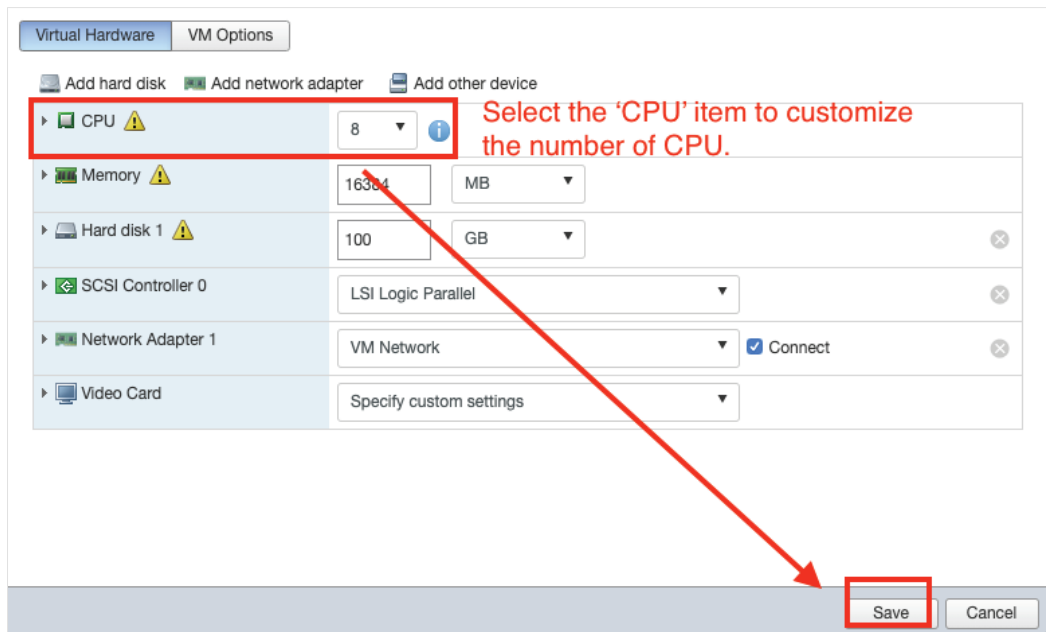 Virtual Hardware VM Options
Add hard disk Add network adapter Add other device
CPU 8
Select the ‘CPU’ item to customize
the number of CPU.
Memory 16384 MB
Hard disk 1 100 GB
SCSI Controller 0 LSI Logic Parallel
Network Adapter 1 VM Network Connect
Video Card Specify custom settings
Save Cancel